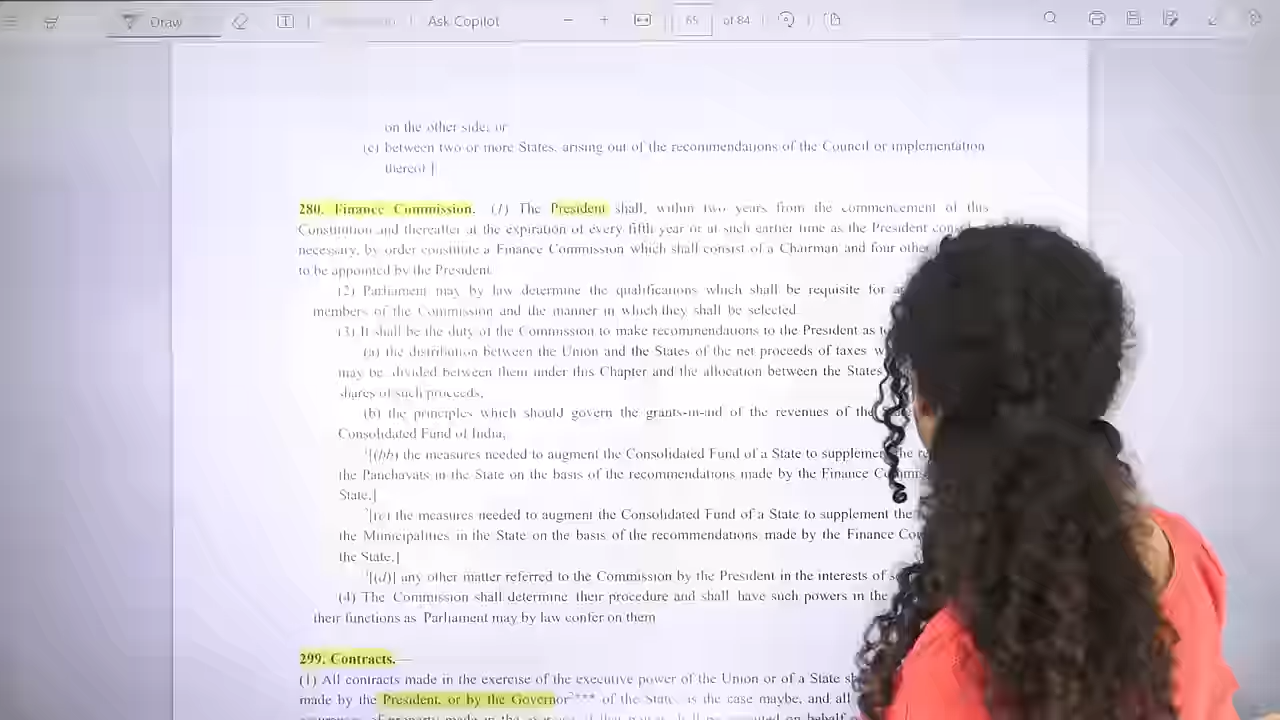 Draw
Ask Copilot
65 of 84
on the other side; or
(c) between two or more States, arising out of the recommendations of the Council or implementation
thereof.]
280. Finance Commission. (1) The President shall, within two years from the commencement of this
Constitution and thereafter at the expiration of every fifth year or at such earlier time as the President
necessary, by order constitute a Finance Commission which shall consist of a Chairman and four other
to be appointed by the President.
(2) Parliament may by law determine the qualifications which shall be requisite for
members of the Commission and the manner in which they shall be selected.
(3) It shall be the duty of the Commission to make recommendations to the President as
(a) the distribution between the Union and the States of the net proceeds of taxes
may be, divided between them under this Chapter and the allocation between the States
shares of such proceeds;
(b) the principles which should govern the grants-in-aid of the revenues of the
Consolidated Fund of India;
[(bb) the measures needed to augment the Consolidated Fund of a State to supplement the
the Panchayats in the State on the basis of the recommendations made by the Finance
State;]
[(c) the measures needed to augment the Consolidated Fund of a State to supplement the
the Municipalities in the State on the basis of the recommendations made by the Finance
the State;]
[(d)] any other matter referred to the Commission by the President in the interests of
(4) The Commission shall determine their procedure and shall have such powers in the
their functions as Parliament may by law confer on them
299. Contracts.—
(1) All contracts made in the exercise of the executive power of the Union or of a State
made by the President, or by the Governor*** of the State, as the case maybe, and all
of property made in the